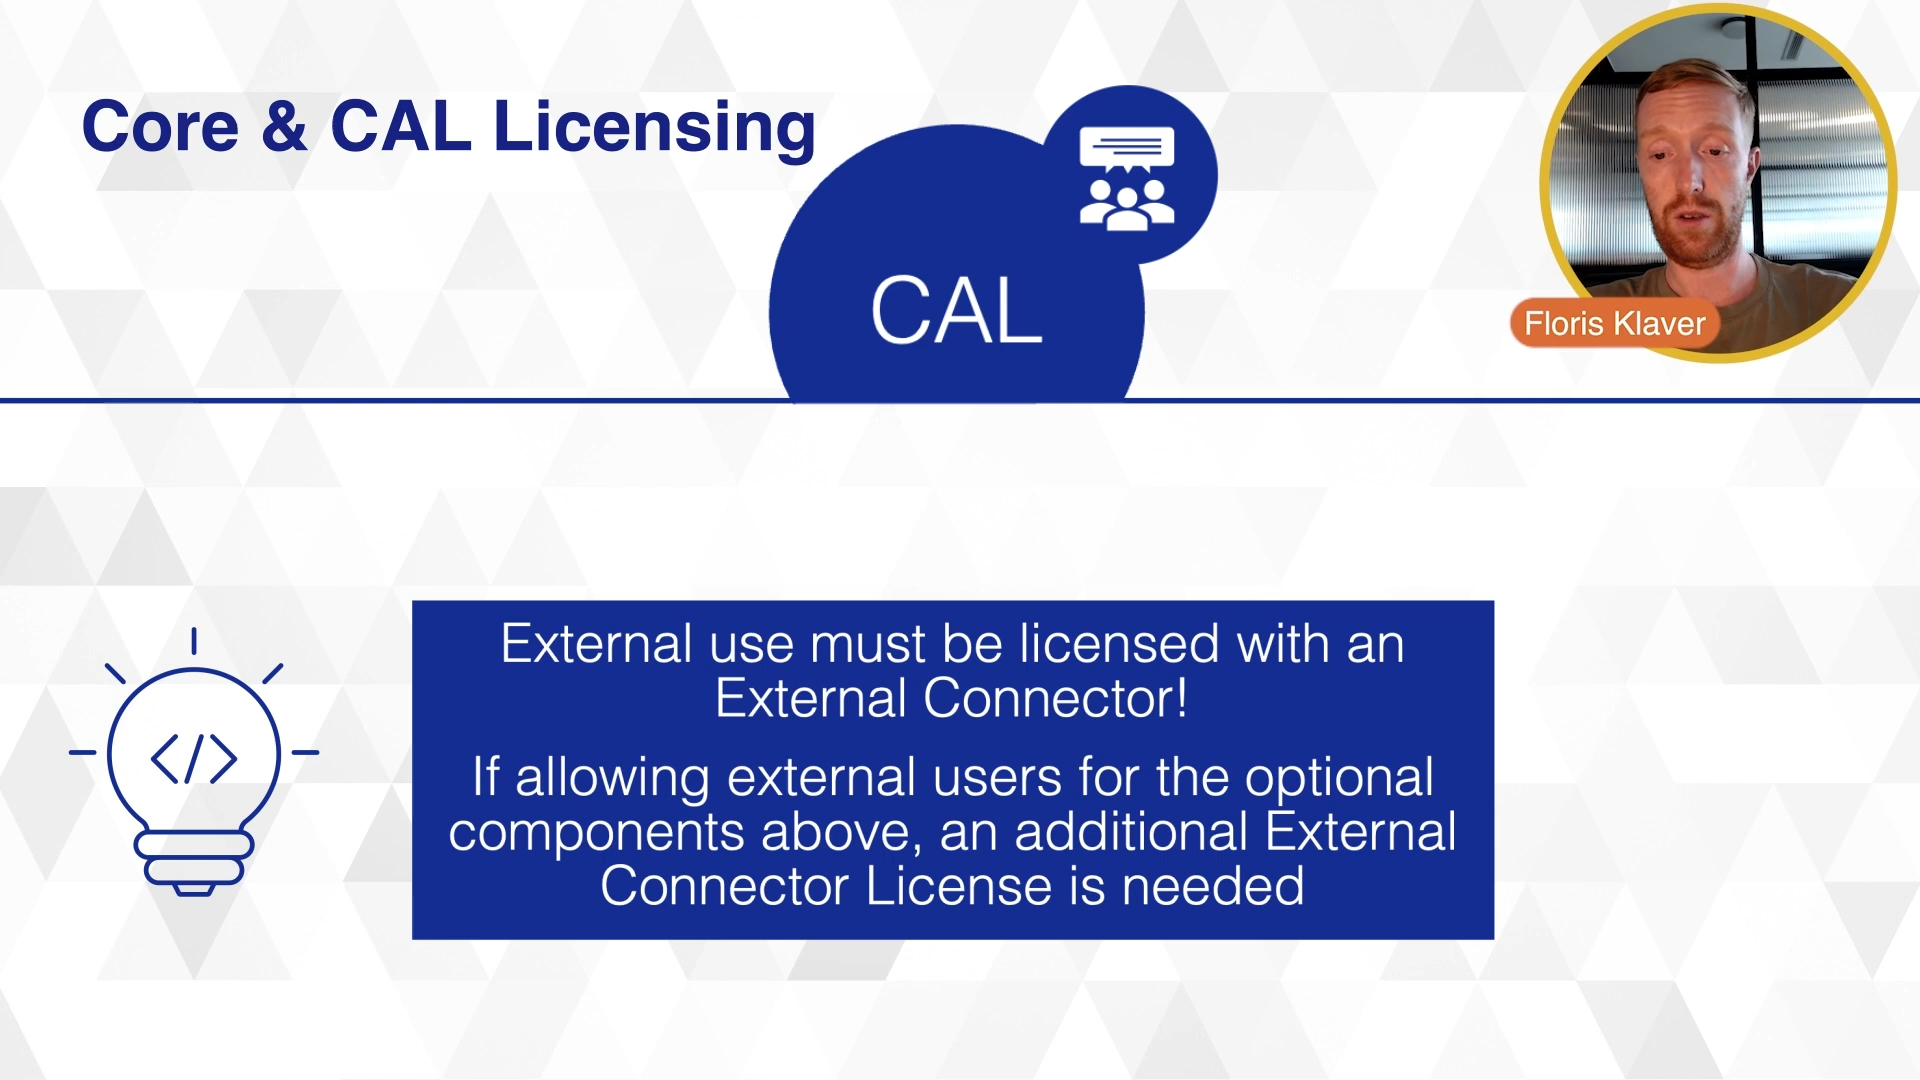 Core & CAL Licensing
CAL
Floris Klaver
</>
External use must be licensed with an
External Connector!
If allowing external users for the optional
components above, an additional External
Connector License is needed